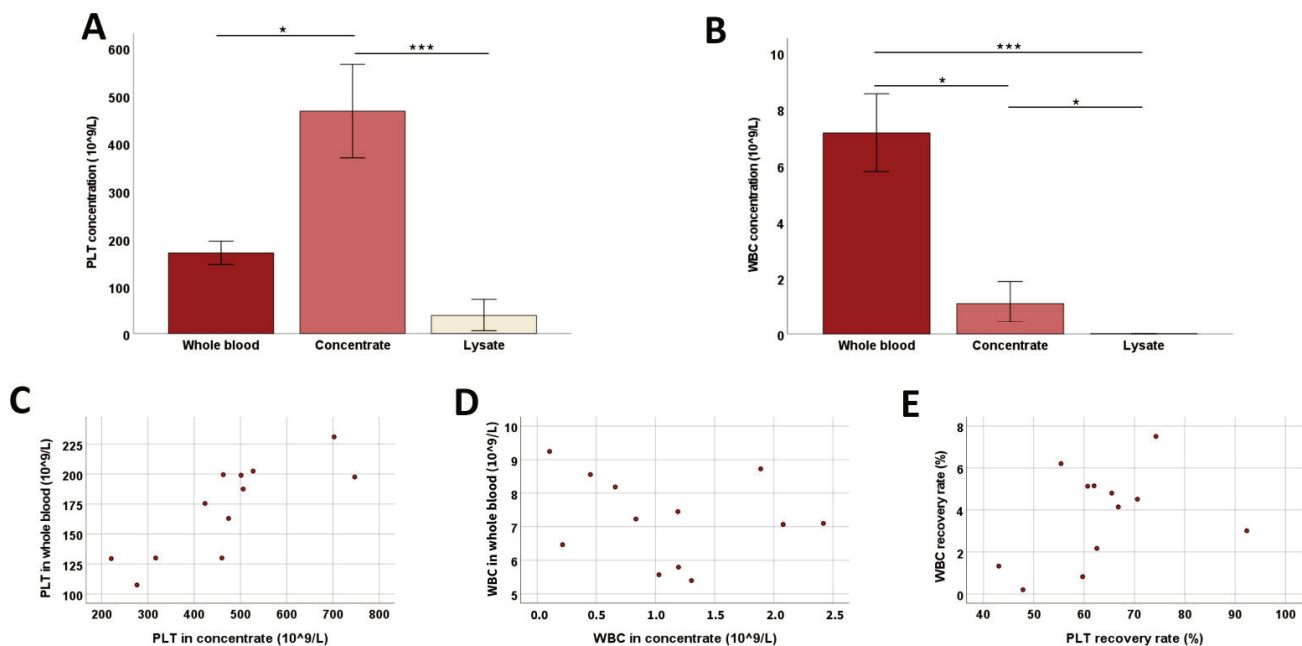 A
PLT concentration (10^9/L)
600
500
400
300
200
100
0
*
***
Whole blood Concentrate Lysate
B
WBC concentration (10^9/L)
10
8
6
4
2
0
***
*
*
Whole blood Concentrate Lysate
C
PLT in whole blood (10^9/L)
225
200
175
150
125
100
200 300 400 500 600 700 800
PLT in concentrate (10^9/L)
D
WBC in whole blood (10^9/L)
10
9
8
7
6
5
0.0 0.5 1.0 1.5 2.0 2.5
WBC in concentrate (10^9/L)
E
WBC recovery rate (%)
8
6
4
2
0
40 50 60 70 80 90 100
PLT recovery rate (%)